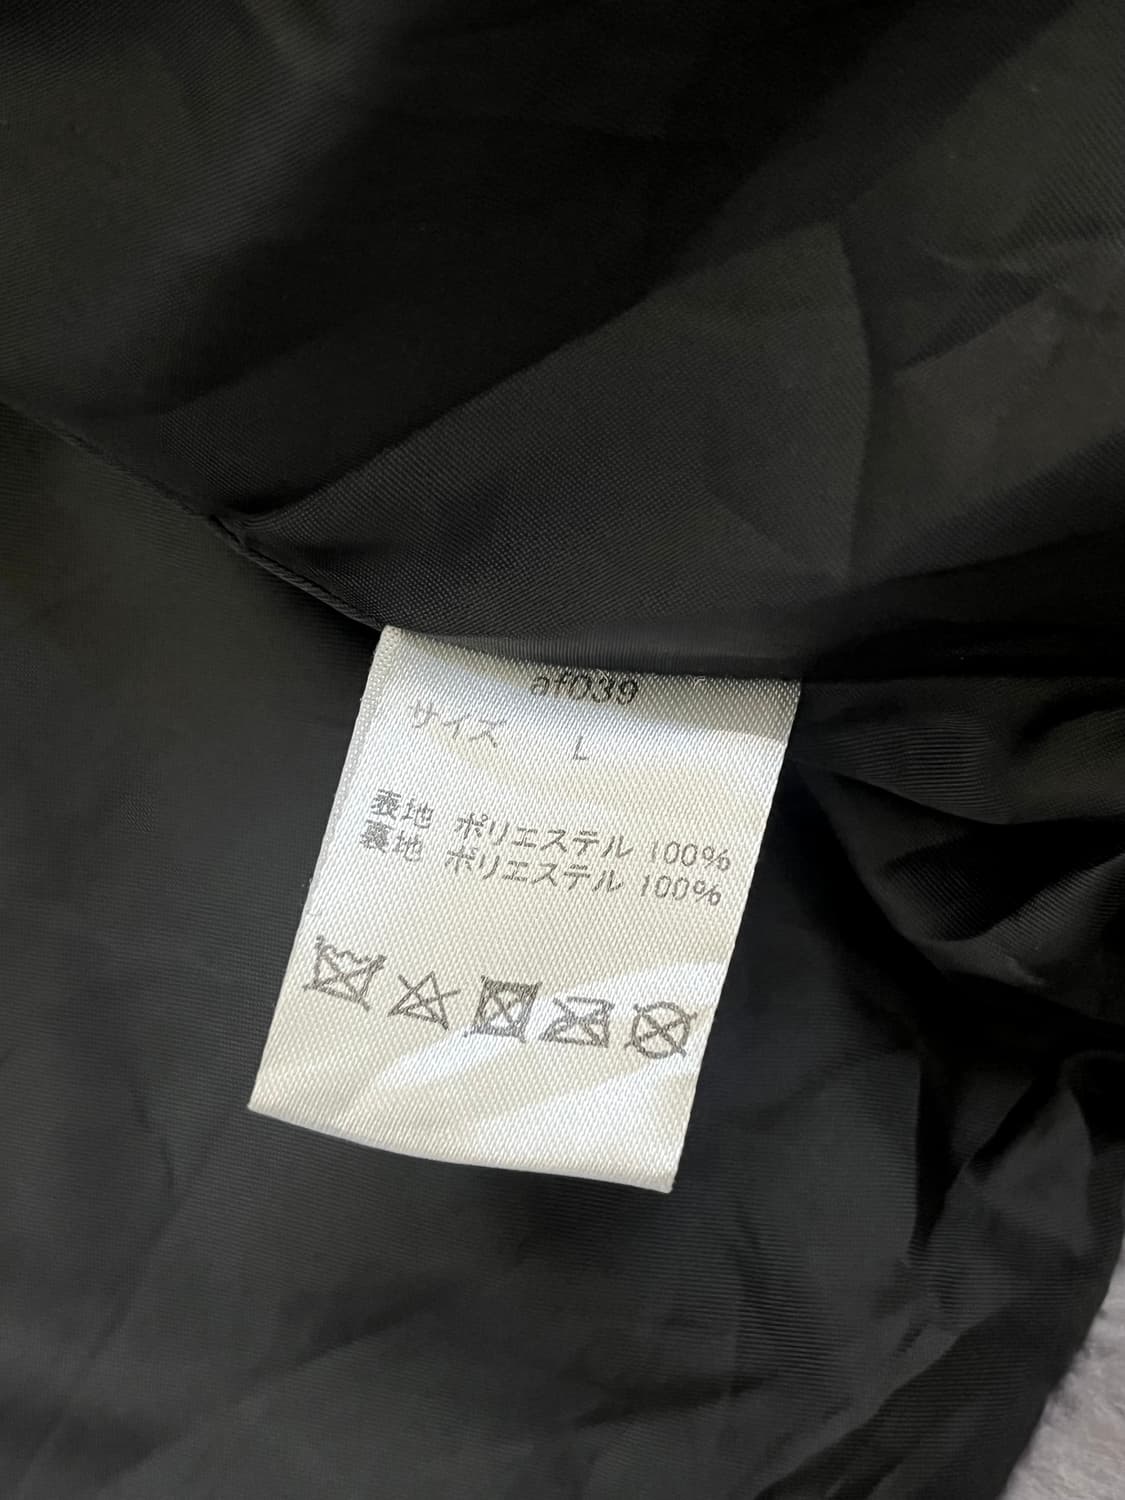 af039
サイズ L
表地 ポリエステル 100%
裏地 ポリエステル 100%